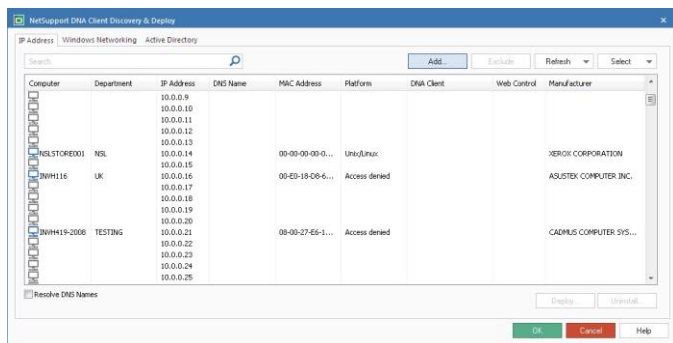 NetSupport DNA Client Discovery & Deploy
IP Address Windows Networking Active Directory
Search Add... Exclude Refresh Select
Computer Department IP Address DNS Name MAC Address Platform DNA Client Web Control Manufacturer
10.0.0.9
10.0.0.10
10.0.0.11
10.0.0.12
10.0.0.13
NSLSTORE001 NSL 10.0.0.14 00-00-00-00-0... Unix/Linux XEROX CORPORATION
10.0.0.15
INVH116 UK 10.0.0.16 00-E0-18-D8-6... Access denied ASUSTEK COMPUTER INC.
10.0.0.17
10.0.0.18
10.0.0.19
10.0.0.20
INVH419-2008 TESTING 10.0.0.21 08-00-27-E6-1... Access denied CADMUS COMPUTER SYS...
10.0.0.22
10.0.0.23
10.0.0.24
10.0.0.25
Resolve DNS Names
Deploy... Uninstall...
OK Cancel Help